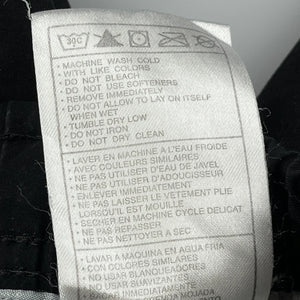 30C
• MACHINE WASH COLD
• WITH LIKE COLORS
• DO NOT BLEACH
• DO NOT USE SOFTENERS
• REMOVE IMMEDIATELY
• DO NOT ALLOW TO LAY ON ITSELF
WHEN WET
• TUMBLE DRY LOW
• DO NOT IRON
• DO NOT DRY CLEAN
• LAVER EN MACHINE A L'EAU FROIDE
• AVEC COULEURS SIMILAIRES
• NE PAS UTILISER D'EAU DE JAVEL
• NE PAS UTILISER D'ADOUCISSEUR
• ENLEVER IMMEDIATEMENT
• NE PAS LAISSER LE VETEMENT PLIE
LORSQU'IL EST MOUILLE
• SECHER EN MACHINE CYCLE DELICAT
• NE PAS REPASSER
• NE PAS NETTOYER A SEC
• LAVAR A MAQUINA EN AGUA FRIA
• CON COLORES SIMILARES
• NO USAR BLANQUEADORES
• NO USAR SUAVIZANTES